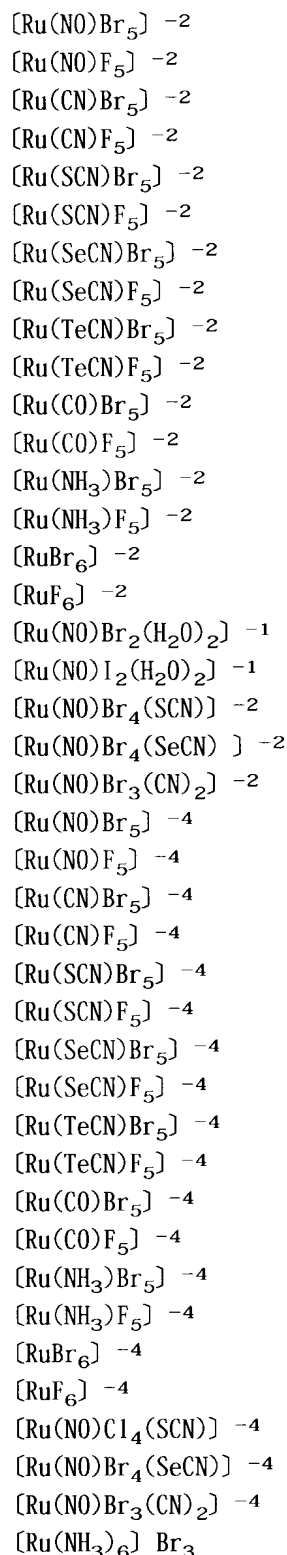 [Ru(NO)Br₅] ⁻²
[Ru(NO)F₅] ⁻²
[Ru(CN)Br₅] ⁻²
[Ru(CN)F₅] ⁻²
[Ru(SCN)Br₅] ⁻²
[Ru(SCN)F₅] ⁻²
[Ru(SeCN)Br₅] ⁻²
[Ru(SeCN)F₅] ⁻²
[Ru(TeCN)Br₅] ⁻²
[Ru(TeCN)F₅] ⁻²
[Ru(CO)Br₅] ⁻²
[Ru(CO)F₅] ⁻²
[Ru(NH₃)Br₅] ⁻²
[Ru(NH₃)F₅] ⁻²
[RuBr₆] ⁻²
[RuF₆] ⁻²
[Ru(NO)Br₂(H₂O)₂] ⁻¹
[Ru(NO)I₂(H₂O)₂] ⁻¹
[Ru(NO)Br₄(SCN)] ⁻²
[Ru(NO)Br₄(SeCN) ] ⁻²
[Ru(NO)Br₃(CN)₂] ⁻²
[Ru(NO)Br₅] ⁻⁴
[Ru(NO)F₅] ⁻⁴
[Ru(CN)Br₅] ⁻⁴
[Ru(CN)F₅] ⁻⁴
[Ru(SCN)Br₅] ⁻⁴
[Ru(SCN)F₅] ⁻⁴
[Ru(SeCN)Br₅] ⁻⁴
[Ru(SeCN)F₅] ⁻⁴
[Ru(TeCN)Br₅] ⁻⁴
[Ru(TeCN)F₅] ⁻⁴
[Ru(CO)Br₅] ⁻⁴
[Ru(CO)F₅] ⁻⁴
[Ru(NH₃)Br₅] ⁻⁴
[Ru(NH₃)F₅] ⁻⁴
[RuBr₆] ⁻⁴
[RuF₆] ⁻⁴
[Ru(NO)Cl₄(SCN)] ⁻⁴
[Ru(NO)Br₄(SeCN)] ⁻⁴
[Ru(NO)Br₃(CN)₂] ⁻⁴
[Ru(NH₃)₆] Br₃